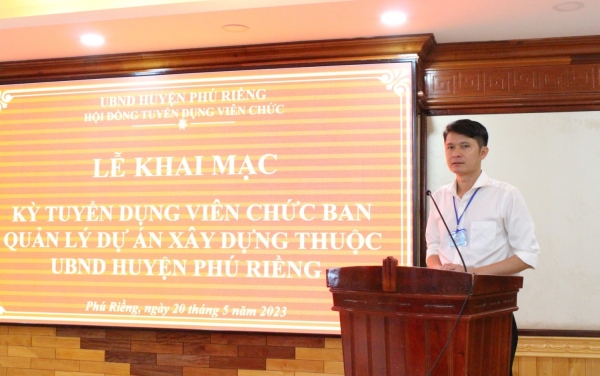 UBND HUYỆN PHÚ RIỀNG
HỘI ĐỒNG TUYỂN DỤNG VIÊN CHỨC
LỄ KHAI MẠC
KỲ TUYỂN DỤNG VIÊN CHỨC BAN
QUẢN LÝ DỰ ÁN XÂY DỰNG THUỘC
UBND HUYỆN PHÚ RIỀNG
Phú Riềng, ngày 20 tháng 5 năm 2023